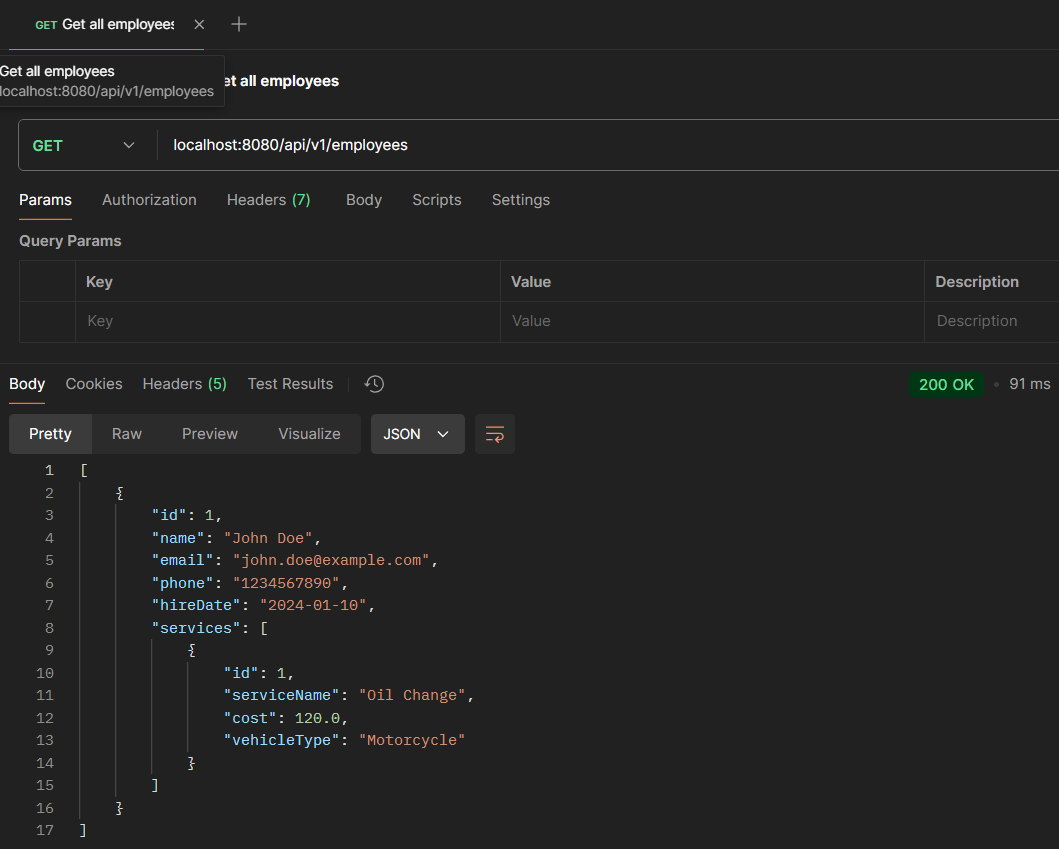 GET Get all employees
Get all employees
localhost:8080/api/v1/employees
et all employees
GET localhost:8080/api/v1/employees
Params Authorization Headers (7) Body Scripts Settings
Query Params
Key Value Description
Key Value Description
Body Cookies Headers (5) Test Results 200 OK • 91 ms
Pretty Raw Preview Visualize JSON
1 [
2 {
3 "id": 1,
4 "name": "John Doe",
5 "email": "john.doe@example.com",
6 "phone": "1234567890",
7 "hireDate": "2024-01-10",
8 "services": [
9 {
10 "id": 1,
11 "serviceName": "Oil Change",
12 "cost": 120.0,
13 "vehicleType": "Motorcycle"
14 }
15 ]
16 }
17 ]